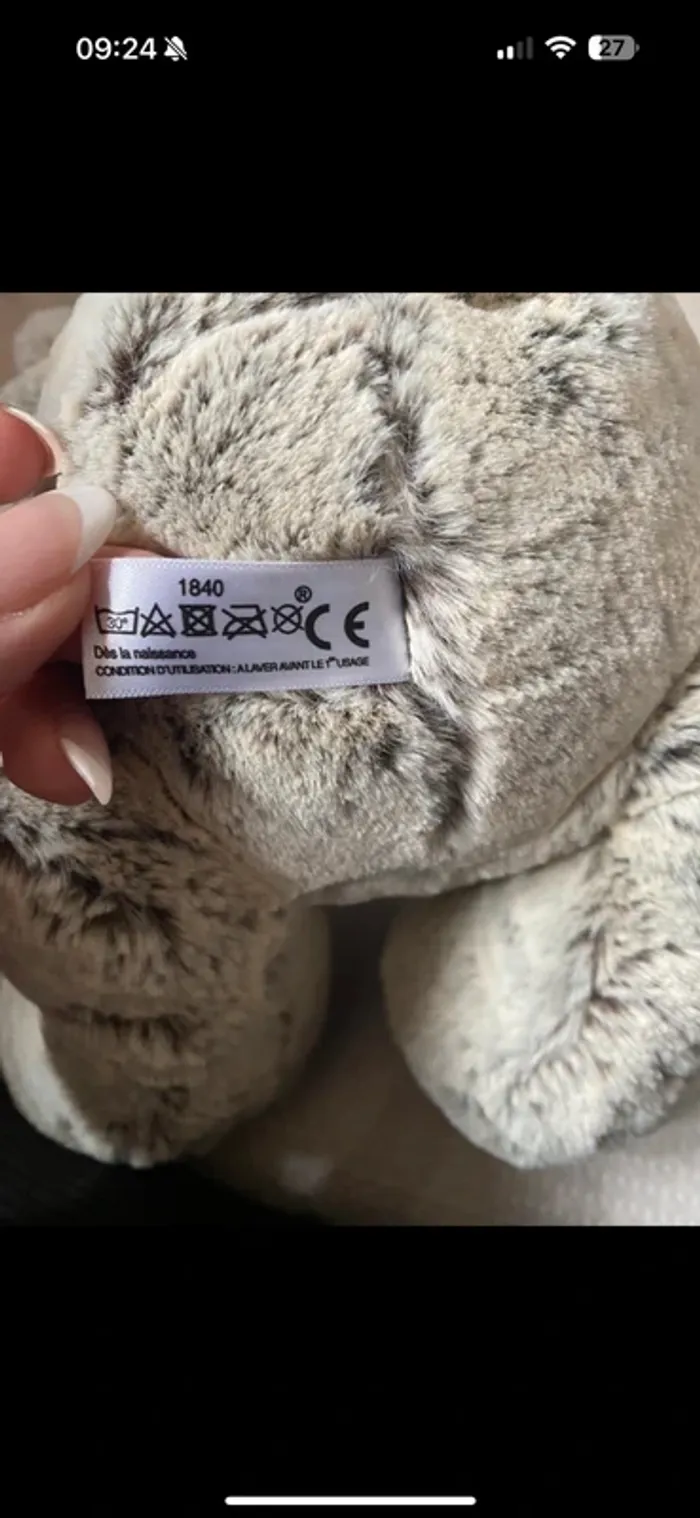 09:24
27
1840
®
30°
CE
Dès la naissance
CONDITION D'UTILISATION : A LAVER AVANT LE 1er USAGE